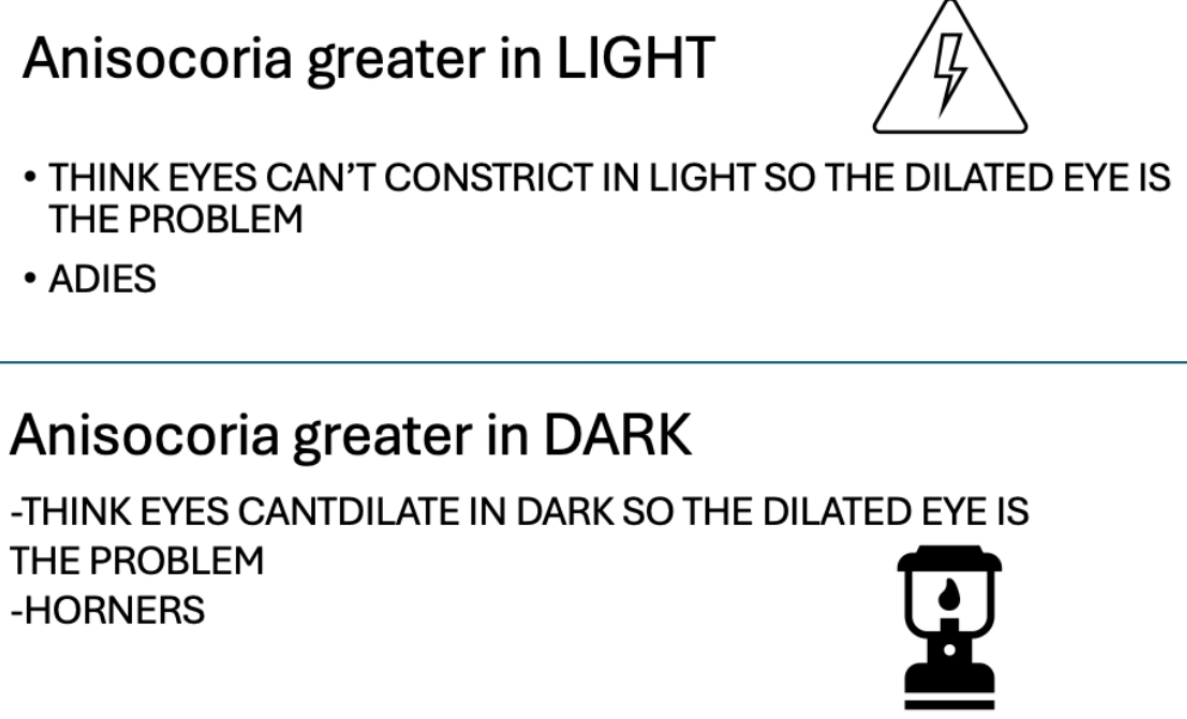 Anisocoria greater in LIGHT
• THINK EYES CAN’T CONSTRICT IN LIGHT SO THE DILATED EYE IS
THE PROBLEM
• ADIES
Anisocoria greater in DARK
-THINK EYES CANTDILATE IN DARK SO THE DILATED EYE IS
THE PROBLEM
-HORNERS